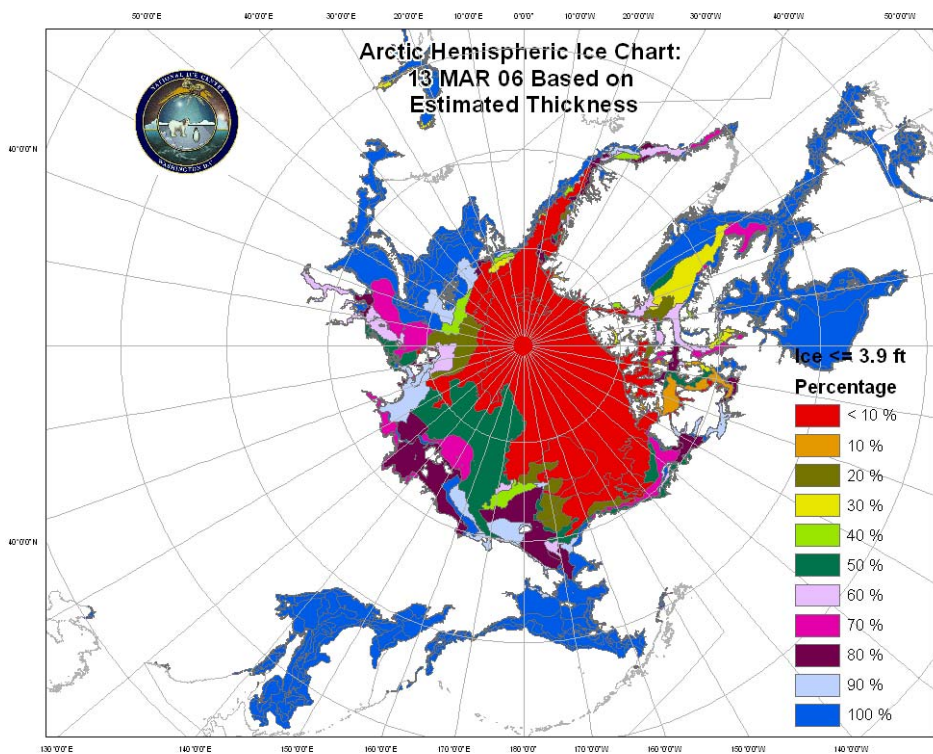 50°0'0"E 40°0'0"E 30°0'0"E 20°0'0"E 10°0'0"E 0°0'0" 10°0'0"W 20°0'0"W 30°0'0"W 40°0'0"W 50°0'0"W
Arctic Hemispheric Ice Chart:
13 MAR 06 Based on
Estimated Thickness
NATIONAL ICE CENTER
WASHINGTON D.C.
40°0'0"N
40°0'0"N
Ice <= 3.9 ft
Percentage
< 10 %
10 %
20 %
30 %
40 %
50 %
60 %
70 %
80 %
90 %
100 %
130°0'0"E 140°0'0"E 150°0'0"E 160°0'0"E 170°0'0"E 180°0'0" 170°0'0"W 160°0'0"W 150°0'0"W 140°0'0"W